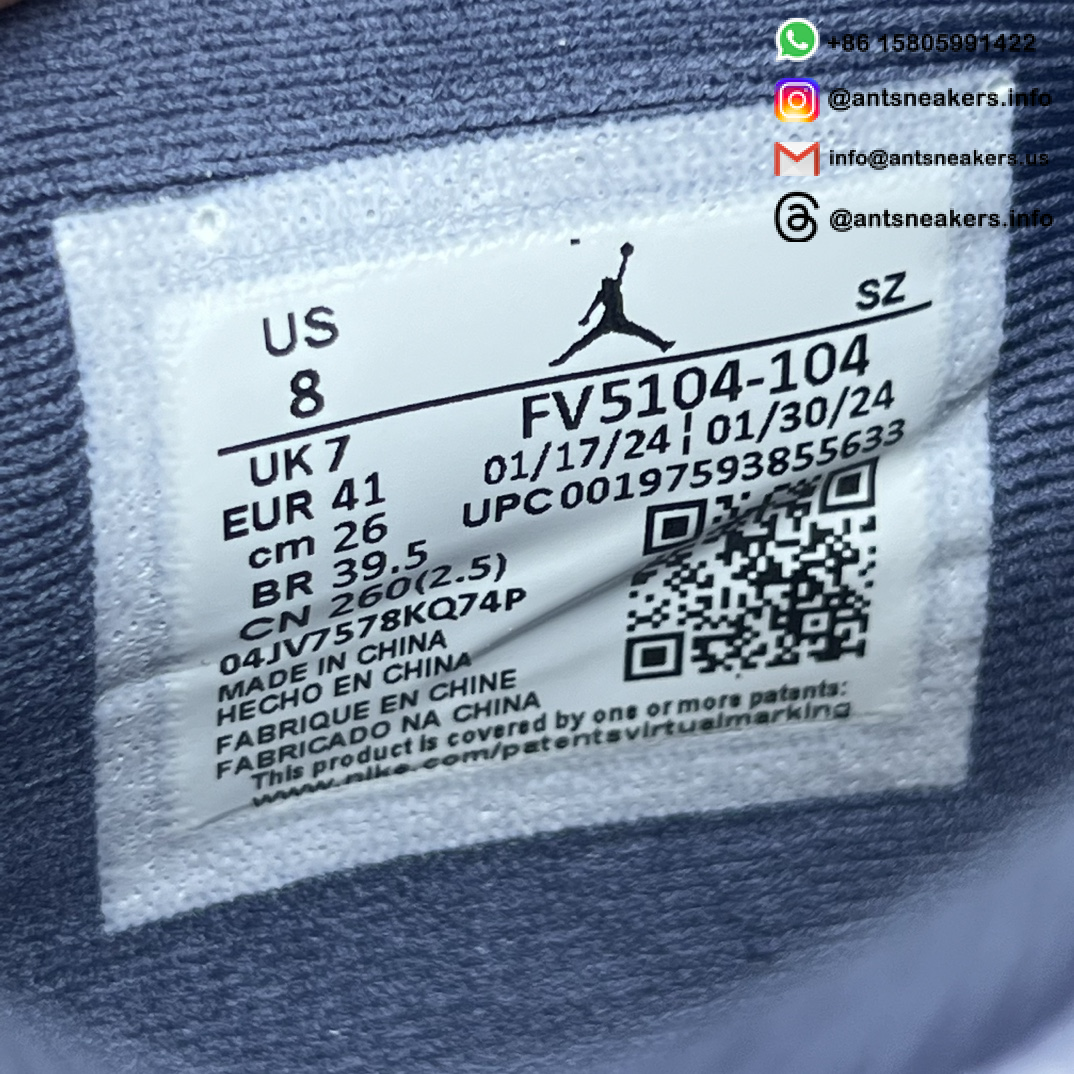 +86 15805991422
@antsneakers.info
info@antsneakers.us
@antsneakers.info
US
8
SZ
FV5104-104
01/17/24 ¦ 01/30/24
UPC 00197593855633
UK 7
EUR 41
cm 26
BR 39.5
CN 260(2.5)
04JV7578KQ74P
MADE IN CHINA
HECHO EN CHINA
FABRIQUE EN CHINE
FABRICADO NA CHINA
This product is covered by one or more patents:
www.nike.com/patentsvirtualmarking